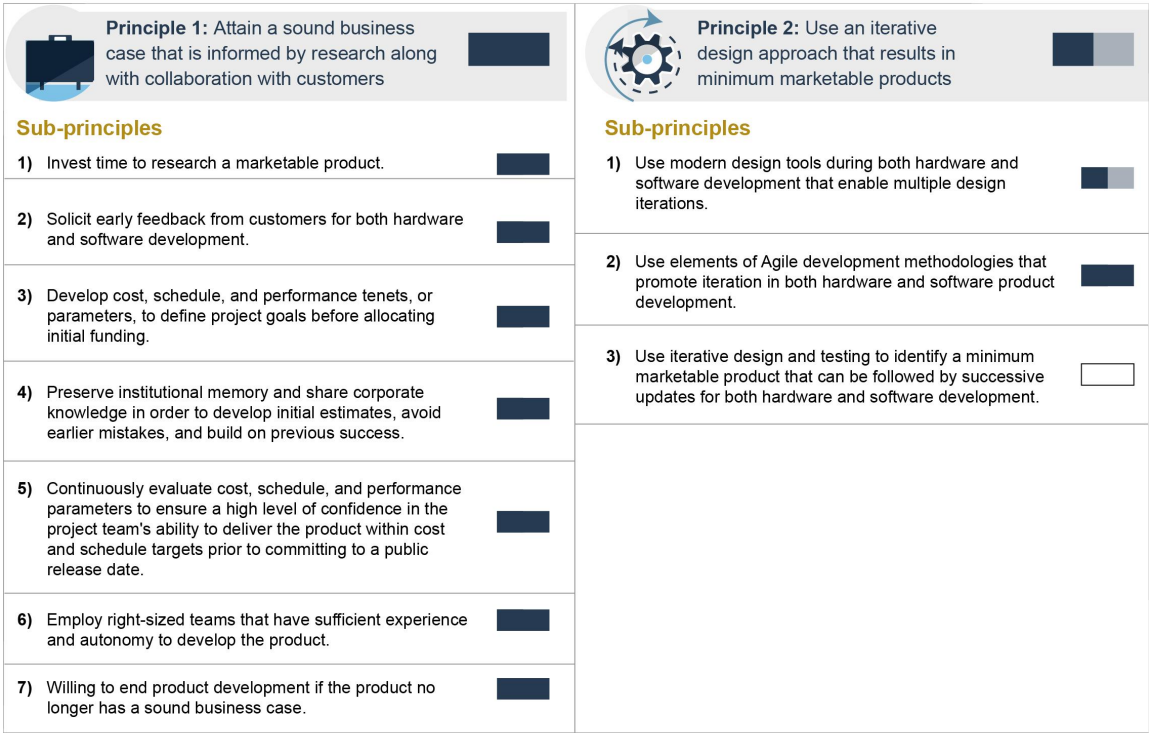 Principle 1: Attain a sound business
case that is informed by research along
with collaboration with customers
Sub-principles
1) Invest time to research a marketable product.
2) Solicit early feedback from customers for both hardware
and software development.
3) Develop cost, schedule, and performance tenets, or
parameters, to define project goals before allocating
initial funding.
4) Preserve institutional memory and share corporate
knowledge in order to develop initial estimates, avoid
earlier mistakes, and build on previous success.
5) Continuously evaluate cost, schedule, and performance
parameters to ensure a high level of confidence in the
project team's ability to deliver the product within cost
and schedule targets prior to committing to a public
release date.
6) Employ right-sized teams that have sufficient experience
and autonomy to develop the product.
7) Willing to end product development if the product no
longer has a sound business case.
Principle 2: Use an iterative
design approach that results in
minimum marketable products
Sub-principles
1) Use modern design tools during both hardware and
software development that enable multiple design
iterations.
2) Use elements of Agile development methodologies that
promote iteration in both hardware and software product
development.
3) Use iterative design and testing to identify a minimum
marketable product that can be followed by successive
updates for both hardware and software development.